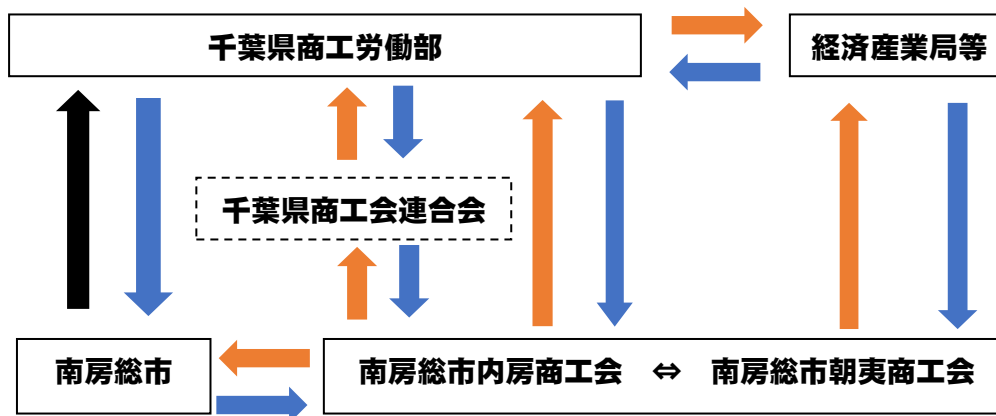 千葉県商工労働部
経済産業局等
千葉県商工会連合会
南房総市
南房総市内房商工会 ⇔ 南房総市朝夷商工会